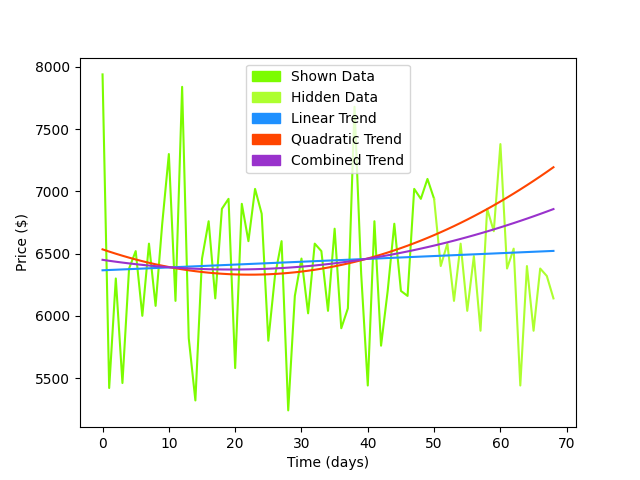 8000
7500
7000
6500
6000
5500
Price ($)
Shown Data
Hidden Data
Linear Trend
Quadratic Trend
Combined Trend
0 10 20 30 40 50 60 70
Time (days)